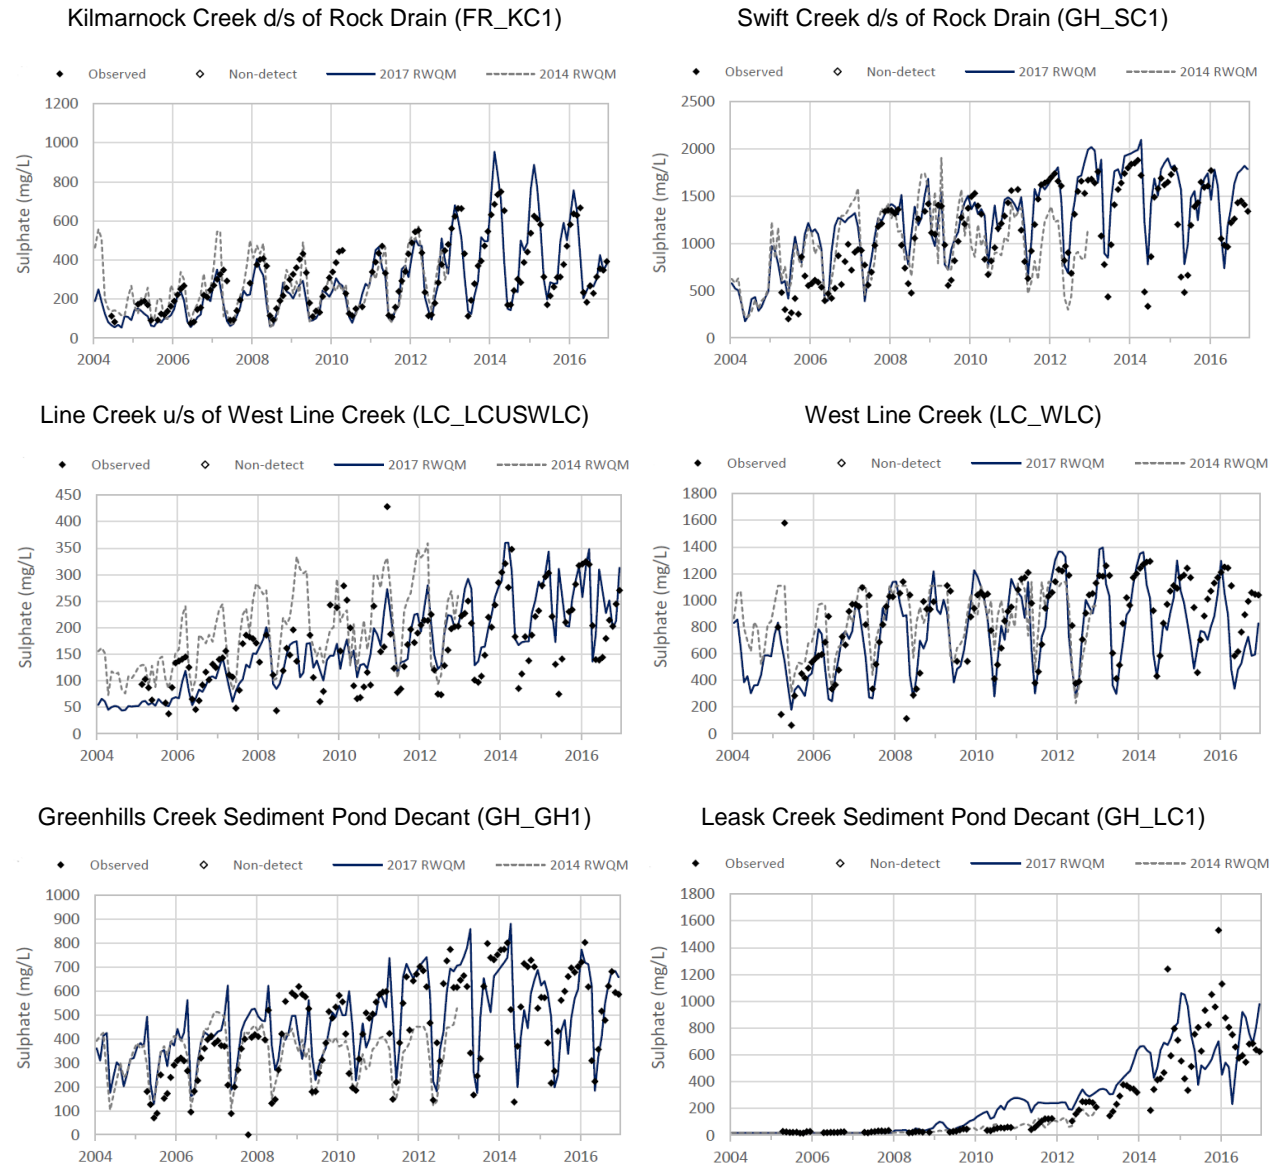 Kilmarnock Creek d/s of Rock Drain (FR_KC1)
Observed Non-detect 2017 RWQM 2014 RWQM
Sulphate (mg/L)
1200
1000
800
600
400
200
0
2004 2006 2008 2010 2012 2014 2016
Swift Creek d/s of Rock Drain (GH_SC1)
Observed Non-detect 2017 RWQM 2014 RWQM
Sulphate (mg/L)
2500
2000
1500
1000
500
0
2004 2006 2008 2010 2012 2014 2016
Line Creek u/s of West Line Creek (LC_LCUSWLC)
Observed Non-detect 2017 RWQM 2014 RWQM
Sulphate (mg/L)
450
400
350
300
250
200
150
100
50
0
2004 2006 2008 2010 2012 2014 2016
West Line Creek (LC_WLC)
Observed Non-detect 2017 RWQM 2014 RWQM
Sulphate (mg/L)
1800
1600
1400
1200
1000
800
600
400
200
0
2004 2006 2008 2010 2012 2014 2016
Greenhills Creek Sediment Pond Decant (GH_GH1)
Observed Non-detect 2017 RWQM 2014 RWQM
Sulphate (mg/L)
1000
900
800
700
600
500
400
300
200
100
0
2004 2006 2008 2010 2012 2014 2016
Leask Creek Sediment Pond Decant (GH_LC1)
Observed Non-detect 2017 RWQM 2014 RWQM
Sulphate (mg/L)
1800
1600
1400
1200
1000
800
600
400
200
0
2004 2006 2008 2010 2012 2014 2016